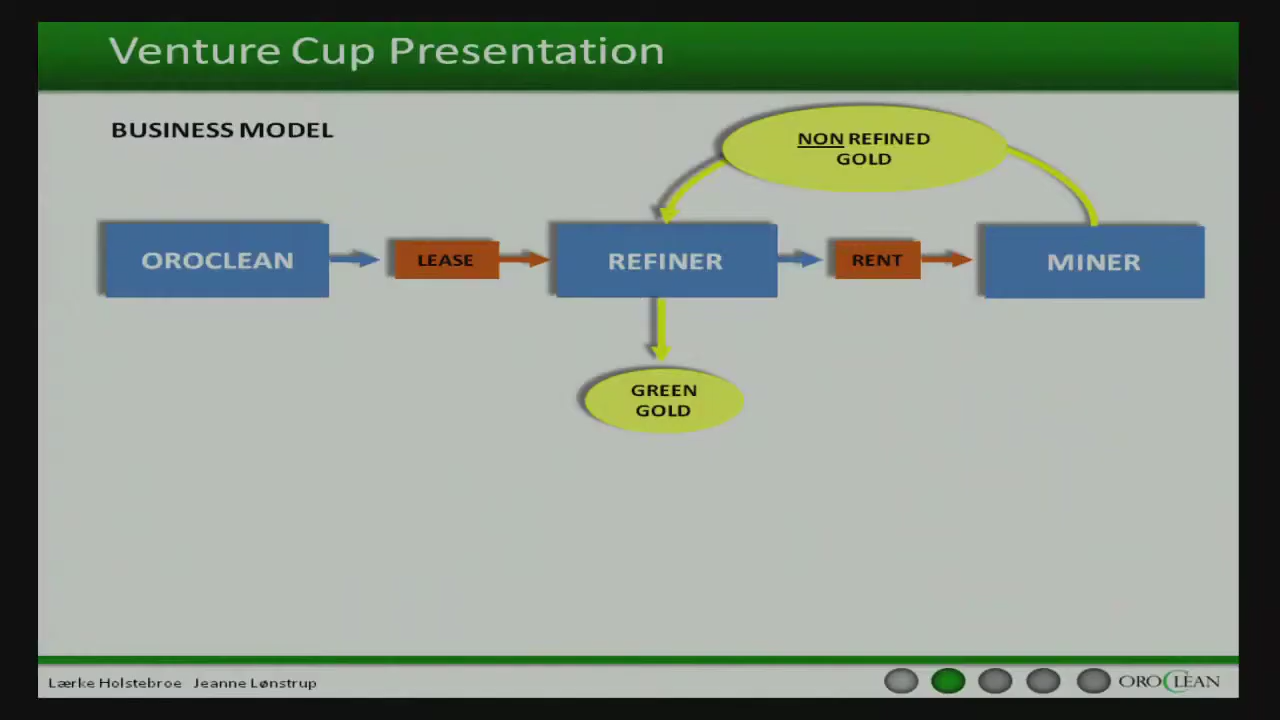 Venture Cup Presentation
BUSINESS MODEL
NON REFINED
GOLD
OROCLEAN
LEASE
REFINER
RENT
MINER
GREEN
GOLD
Lærke Holstebroe Jeanne Lønstrup
OROCLEAN